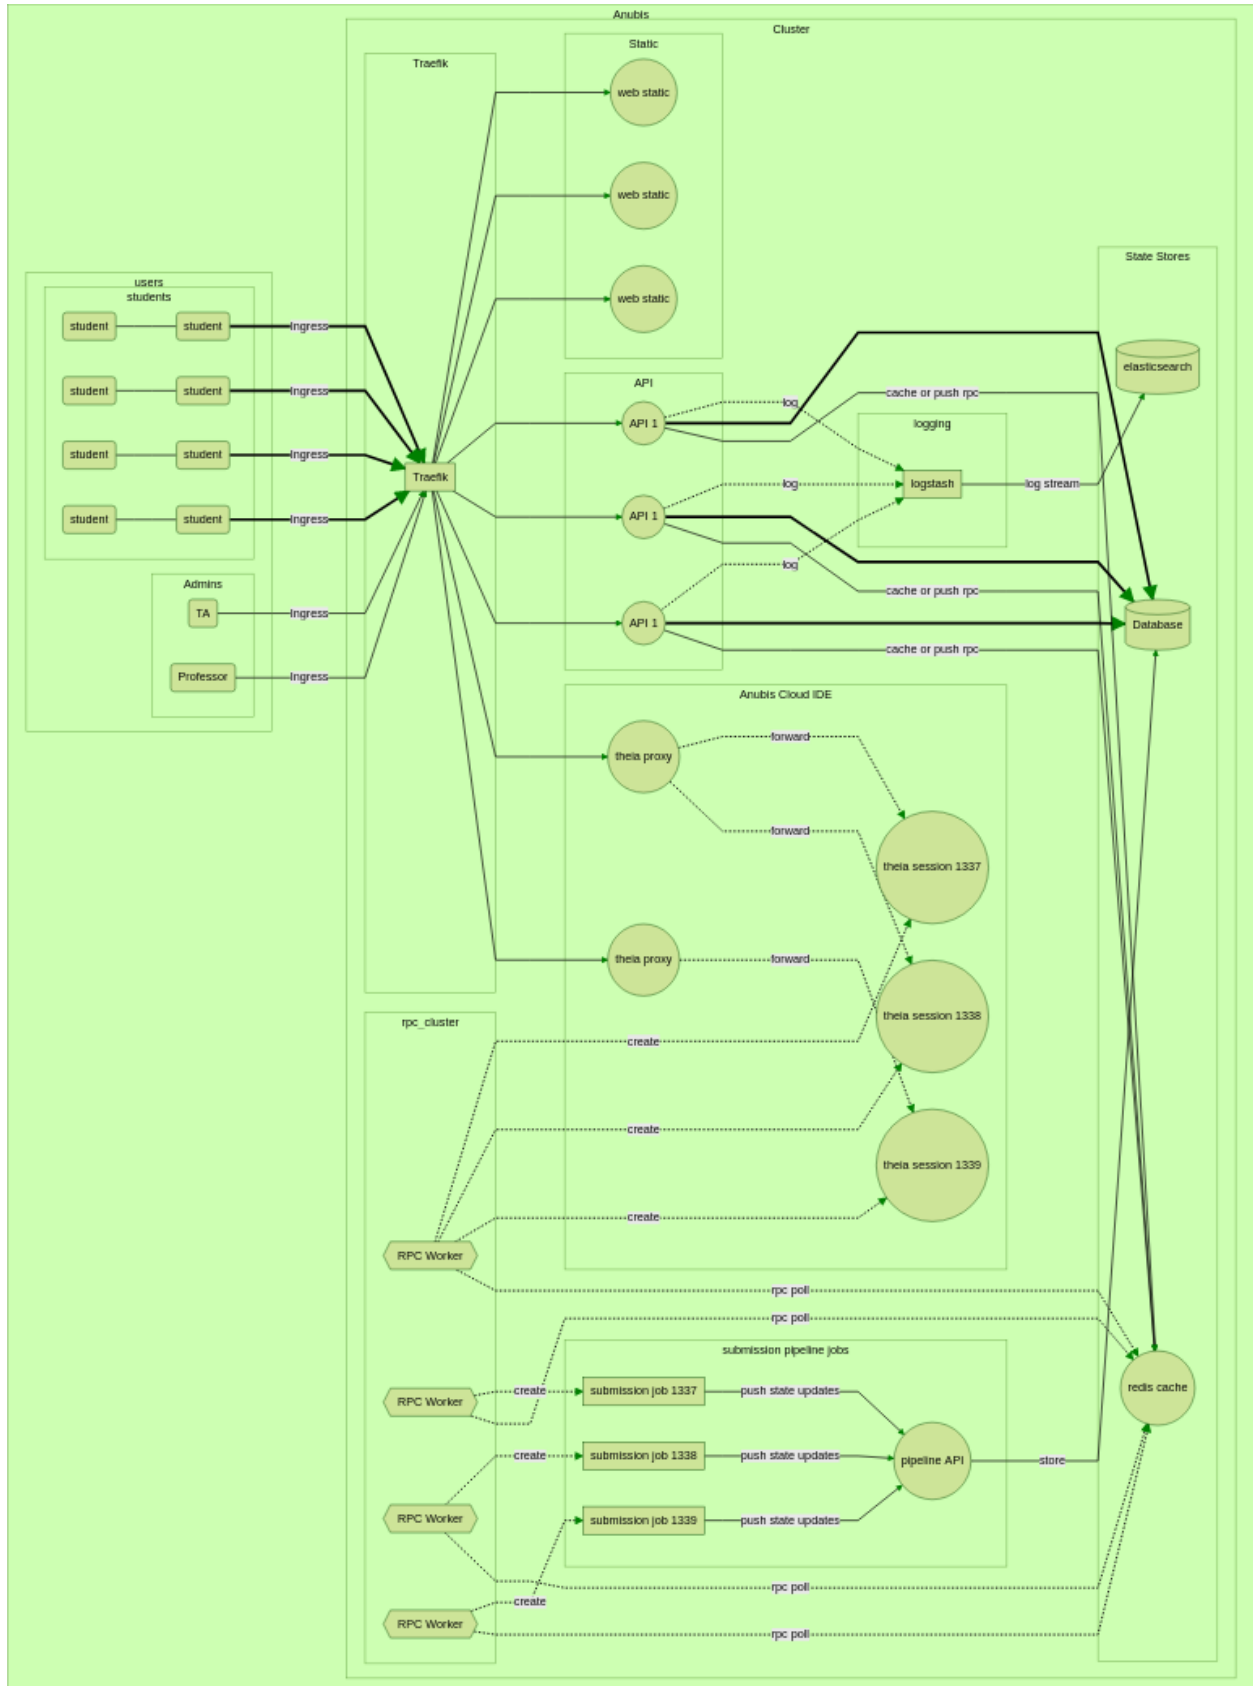 Anubis
Cluster
Traefik
Static
web static
web static
web static
users
students
student
student
Ingress
student
student
Ingress
student
student
Ingress
student
student
Ingress
Admins
TA
Ingress
Professor
Ingress
Traefik
API
API 1
log
cache or push rpc
API 1
log
cache or push rpc
API 1
log
cache or push rpc
logging
logstash
log stream
State Stores
elasticsearch
Database
Anubis Cloud IDE
theia proxy
forward
forward
theia session 1337
theia proxy
forward
theia session 1338
theia session 1339
rpc_cluster
create
create
create
RPC Worker
rpc poll
rpc poll
submission pipeline jobs
RPC Worker
create
submission job 1337
push state updates
redis cache
create
submission job 1338
push state updates
pipeline API
store
RPC Worker
submission job 1339
push state updates
rpc poll
create
RPC Worker
rpc poll